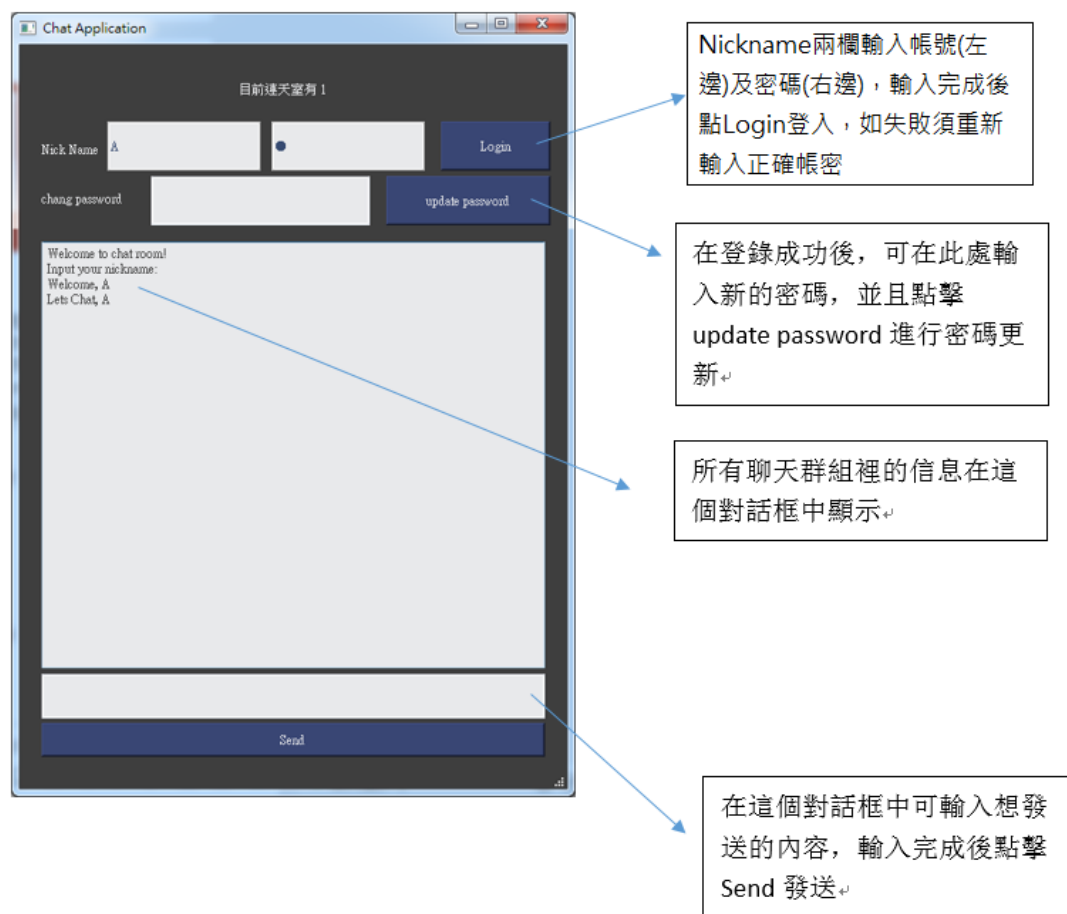 Chat Application
目前連天室有 1
Nick Name A ● Login
chang password update password
Welcome to chat room!
Input your nickname:
Welcome, A
Lets Chat, A
Send
Nickname兩欄輸入帳號(左
邊)及密碼(右邊)，輸入完成後
點Login登入，如失敗須重新
輸入正確帳密
在登錄成功後，可在此處輸
入新的密碼，並且點擊
update password 進行密碼更
新↵
所有聊天群組裡的信息在這
個對話框中顯示↵
在這個對話框中可輸入想發
送的內容，輸入完成後點擊
Send 發送↵